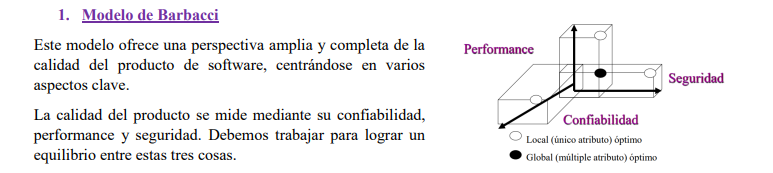 1. Modelo de Barbacci
Este modelo ofrece una perspectiva amplia y completa de la
calidad del producto de software, centrándose en varios
aspectos clave.
La calidad del producto se mide mediante su confiabilidad,
performance y seguridad. Debemos trabajar para lograr un
equilibrio entre estas tres cosas.
Performance
Seguridad
Confiabilidad
Local (único atributo) óptimo
Global (múltiple atributo) óptimo